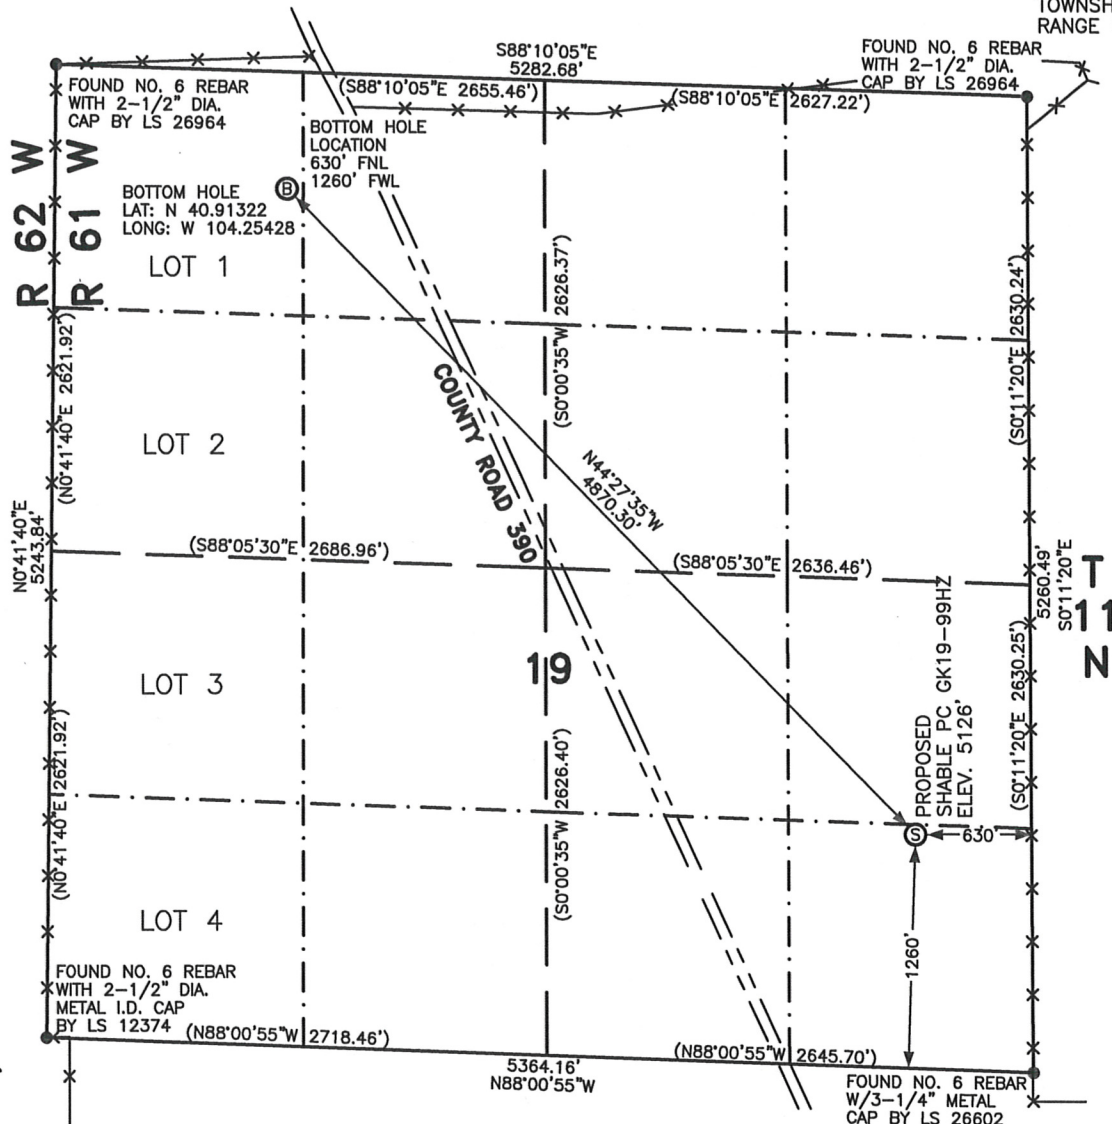 TOWNSH
RANGE
S88°10'05"E
5282.68'
FOUND NO. 6 REBAR
WITH 2-1/2" DIA.
CAP BY LS 26964
FOUND NO. 6 REBAR
WITH 2-1/2" DIA.
CAP BY LS 26964
(S88°10'05"E 2655.46')
(S88°10'05"E 2627.22')
BOTTOM HOLE
LOCATION
630' FNL
1260' FWL
R 62 W
R 61 W
B
BOTTOM HOLE
LAT: N 40.91322
LONG: W 104.25428
LOT 1
(S0°00'35"W 2626.37')
(S0°11'20"E 2630.24')
(N0°41'40"E 2621.92')
COUNTY ROAD 390
LOT 2
N44°27'35"W
4870.30'
N0°41'40"E
5243.84'
(S88°05'30"E 2686.96')
(S88°05'30"E 2636.46')
5260.49'
S0°11'20"E
T
11
N
19
LOT 3
PROPOSED
SHABLE PC GK19-99HZ
ELEV. 5126'
(S0°11'20"E 2630.25')
(N0°41'40"E 2621.92')
(S0°00'35"W 2626.40')
S
630'
1260'
LOT 4
FOUND NO. 6 REBAR
WITH 2-1/2" DIA.
METAL I.D. CAP
BY LS 12374
(N88°00'55"W 2718.46')
(N88°00'55"W 2645.70')
5364.16'
N88°00'55"W
FOUND NO. 6 REBAR
W/3-1/4" METAL
CAP BY LS 26602